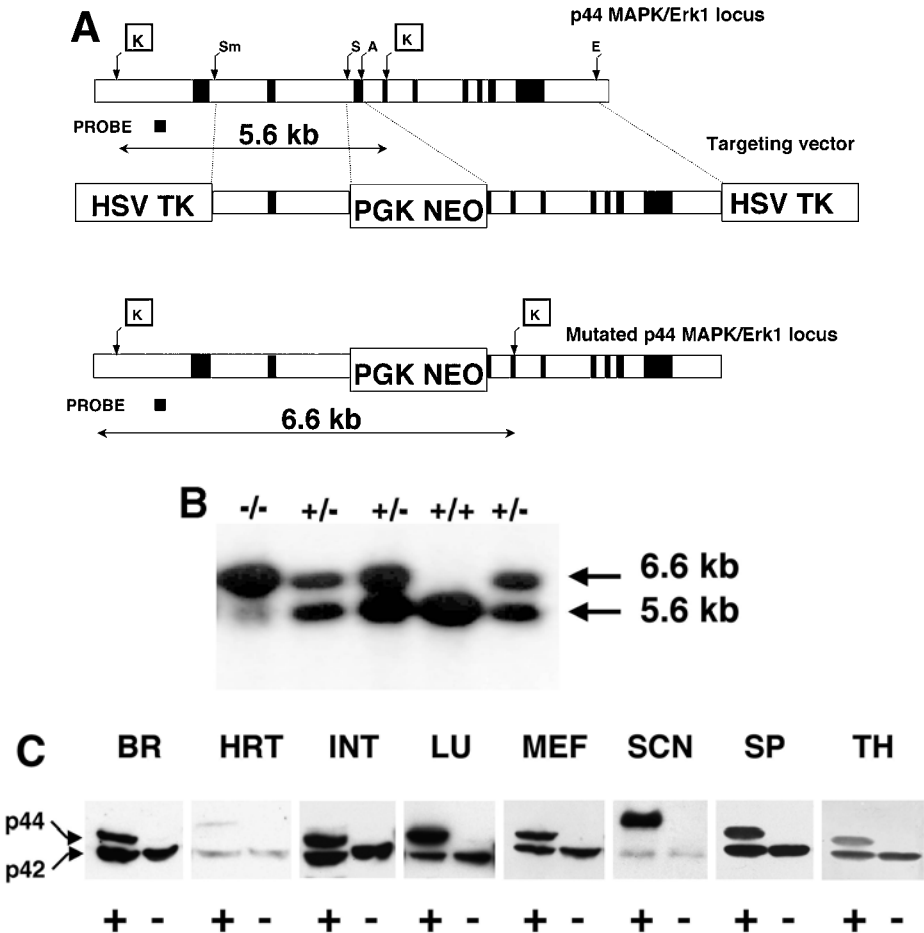 A
p44 MAPK/Erk1 locus
K
Sm
S
A
K
E
PROBE
5.6 kb
Targeting vector
HSV TK
PGK NEO
HSV TK
K
K
Mutated p44 MAPK/Erk1 locus
PGK NEO
PROBE
6.6 kb
B
-/- +/- +/- +/+ +/-
6.6 kb
5.6 kb
C
BR HRT INT LU MEF SCN SP TH
p44
p42
+ - + - + - + - + - + - + - + -